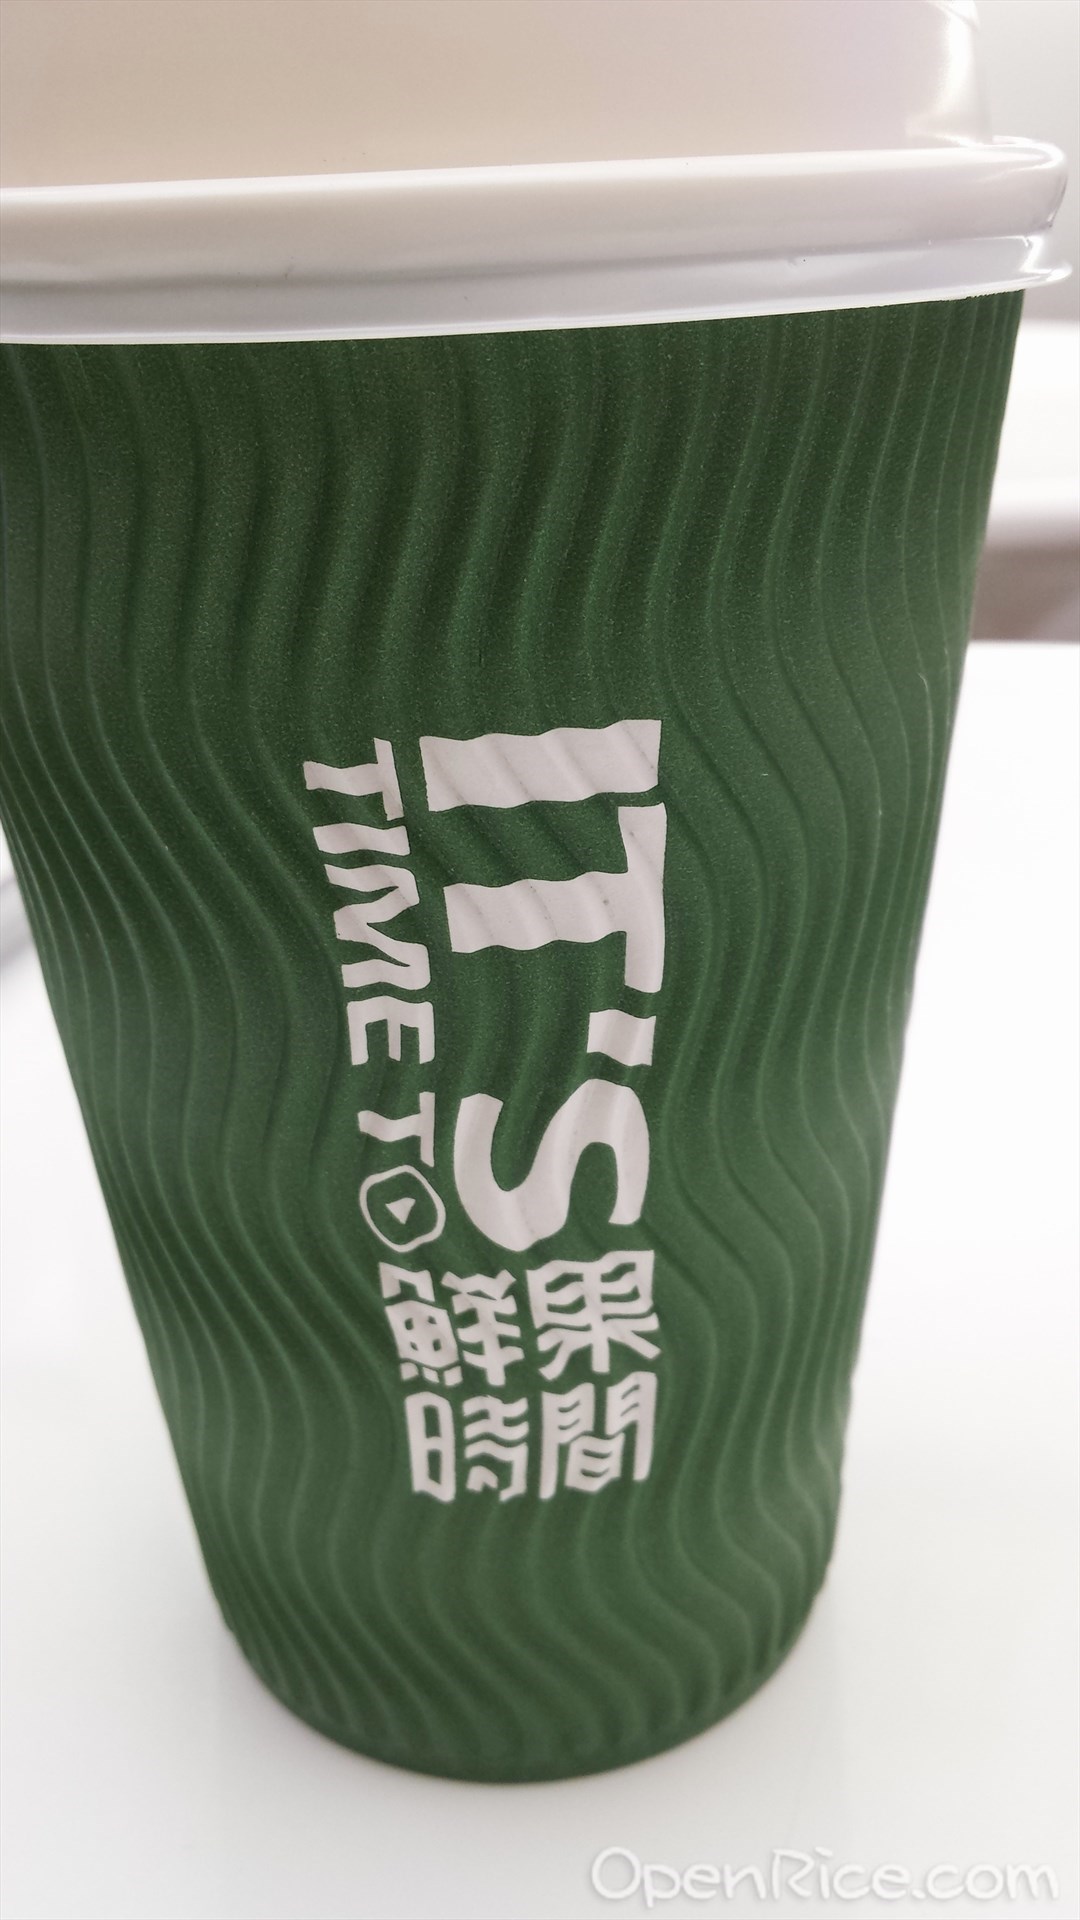 IT'S
TIME TO
鮮果
時間
OpenRice.com